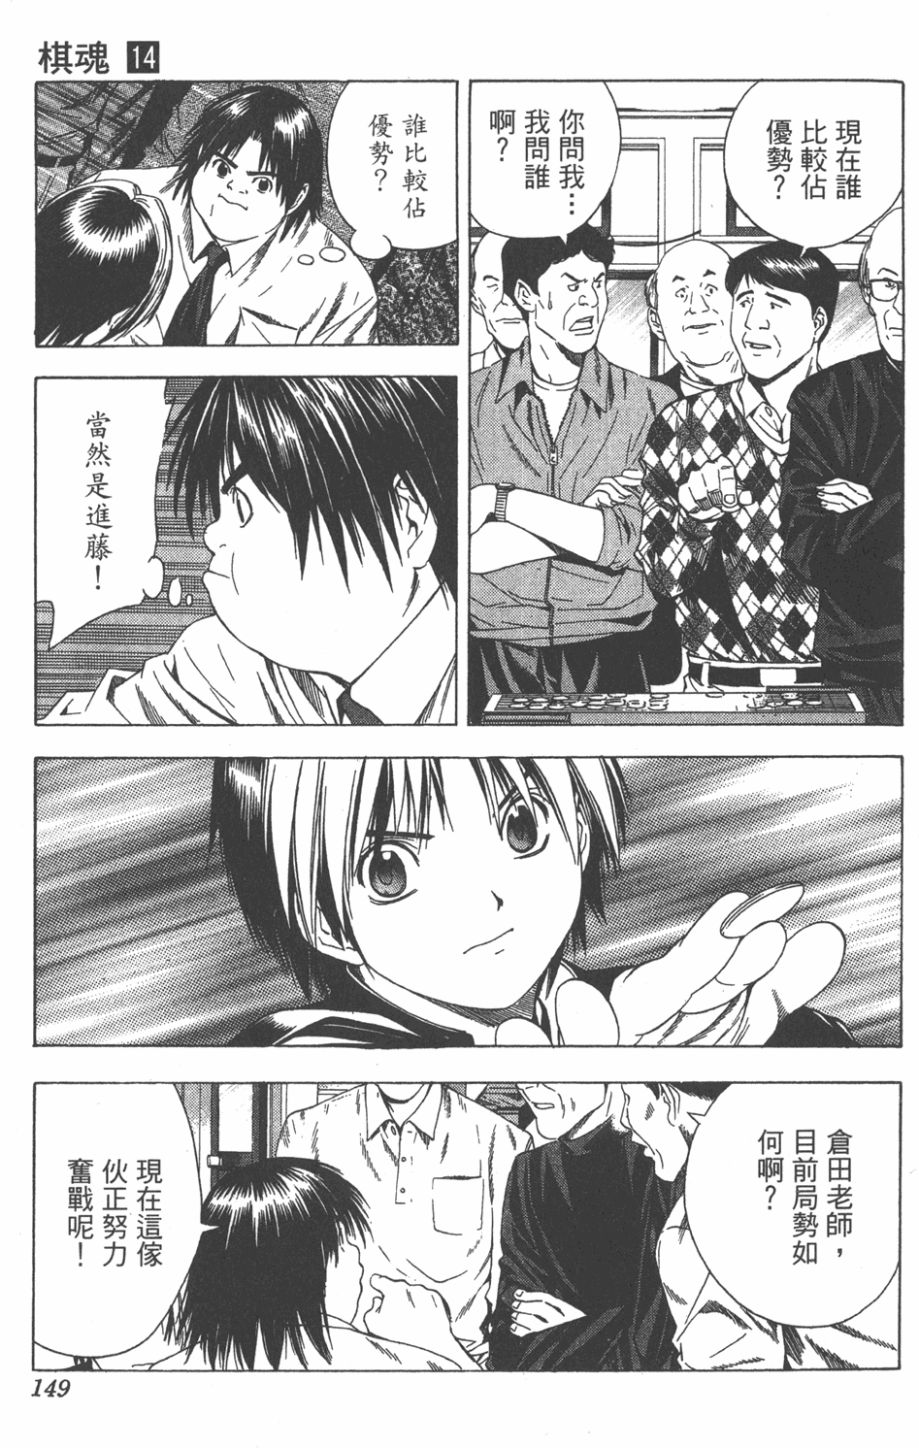 棋魂 14
現在誰
比較佔
優勢？
你問我…
我問誰
啊？
誰比較佔
優勢？
當然是進藤！
倉田老師，
目前局勢如
何啊？
現在這傢
伙正努力
奮戰呢！
149